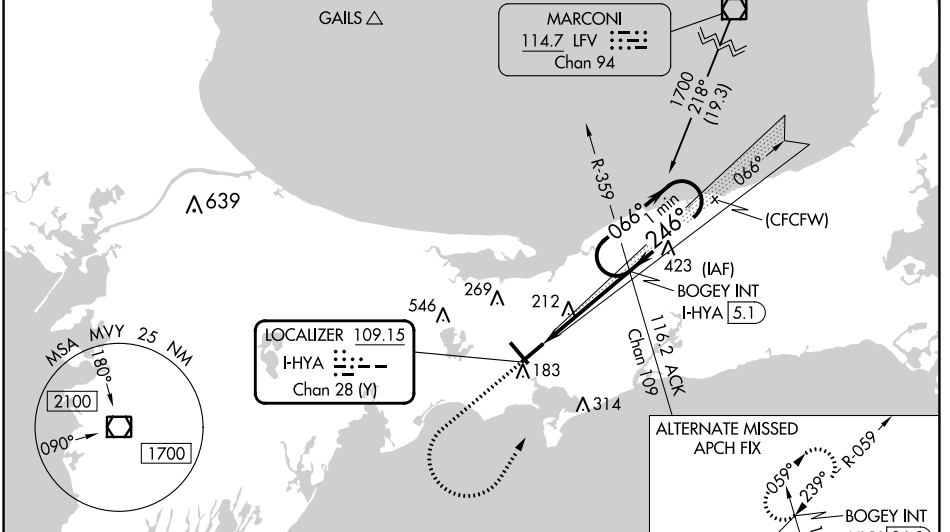 GAILS
MARCONI
114.7 LFV
Chan 94
1700
218°
(19.3)
R-359
066°
1 min
246°
066°
(CFCFW)
639
423
(IAF)
BOGEY INT
I-HYA 5.1
269
546
212
LOCALIZER 109.15
I-HYA
Chan 28 (Y)
183
116.2 ACK
Chan 109
314
MSA MVY 25 NM
180°
2100
090°
1700
ALTERNATE MISSED
APCH FIX
R-059
059°
239°
BOGEY INT